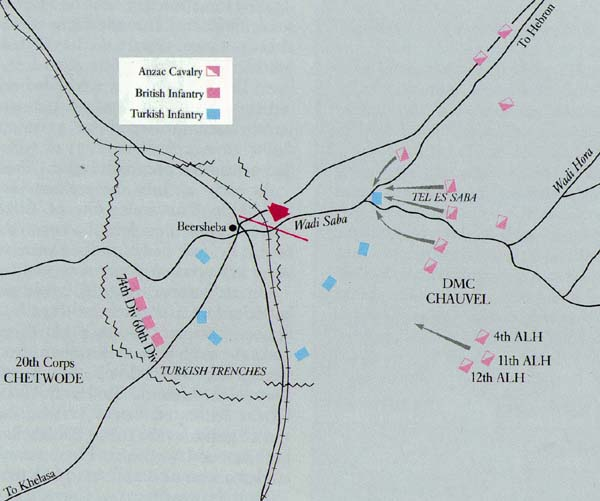 To Hebron
Anzac Cavalry
British Infantry
Turkish Infantry
Wadi Hora
TEL ES SABA
Wadi Saba
Beersheba
DMC
CHAUVEL
74th Div 60th Div
4th ALH
11th ALH
12th ALH
20th Corps
CHETWODE
TURKISH TRENCHES
To Khelasa